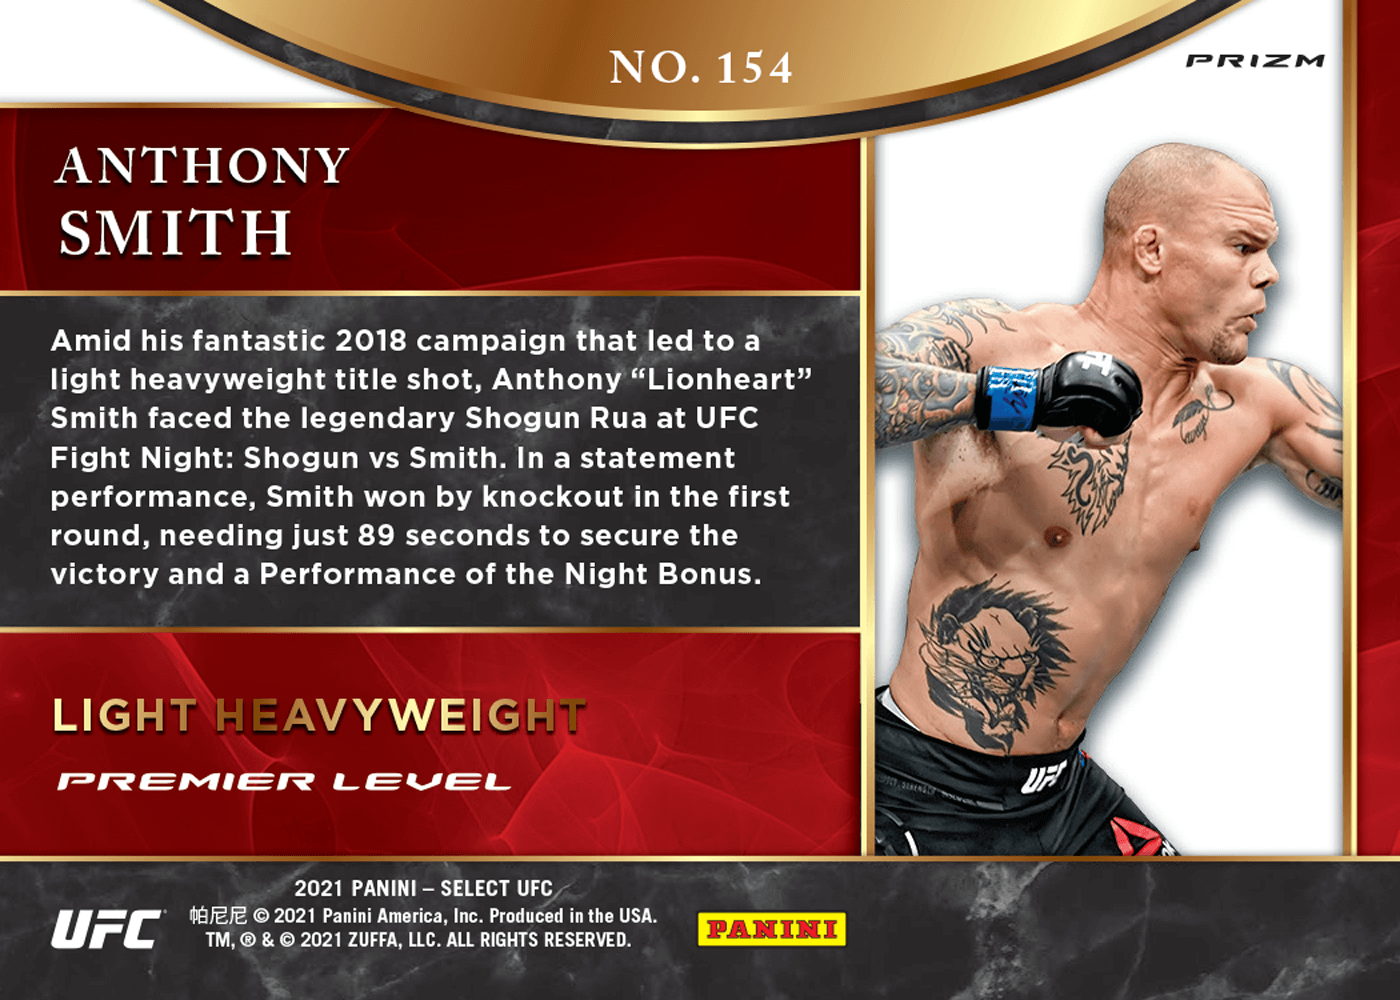 NO. 154
PRIZM
ANTHONY
SMITH
Amid his fantastic 2018 campaign that led to a
light heavyweight title shot, Anthony “Lionheart”
Smith faced the legendary Shogun Rua at UFC
Fight Night: Shogun vs Smith. In a statement
performance, Smith won by knockout in the first
round, needing just 89 seconds to secure the
victory and a Performance of the Night Bonus.
UFC
LIGHT HEAVYWEIGHT
PREMIER LEVEL
2021 PANINI – SELECT UFC
UFC
帕尼尼 © 2021 Panini America, Inc. Produced in the USA.
TM, ® & © 2021 ZUFFA, LLC. ALL RIGHTS RESERVED.
PANINI